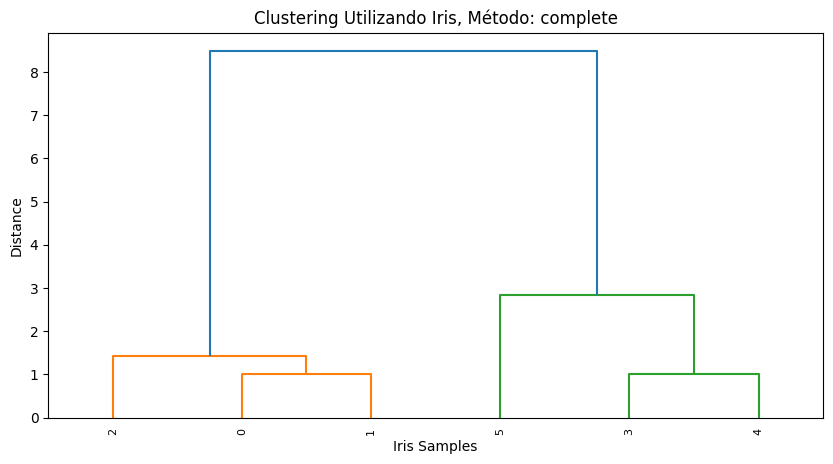 Clustering Utilizando Iris, Método: complete
8
7
6
5
4
3
2
1
0
Distance
2 0 1 5 3 4
Iris Samples